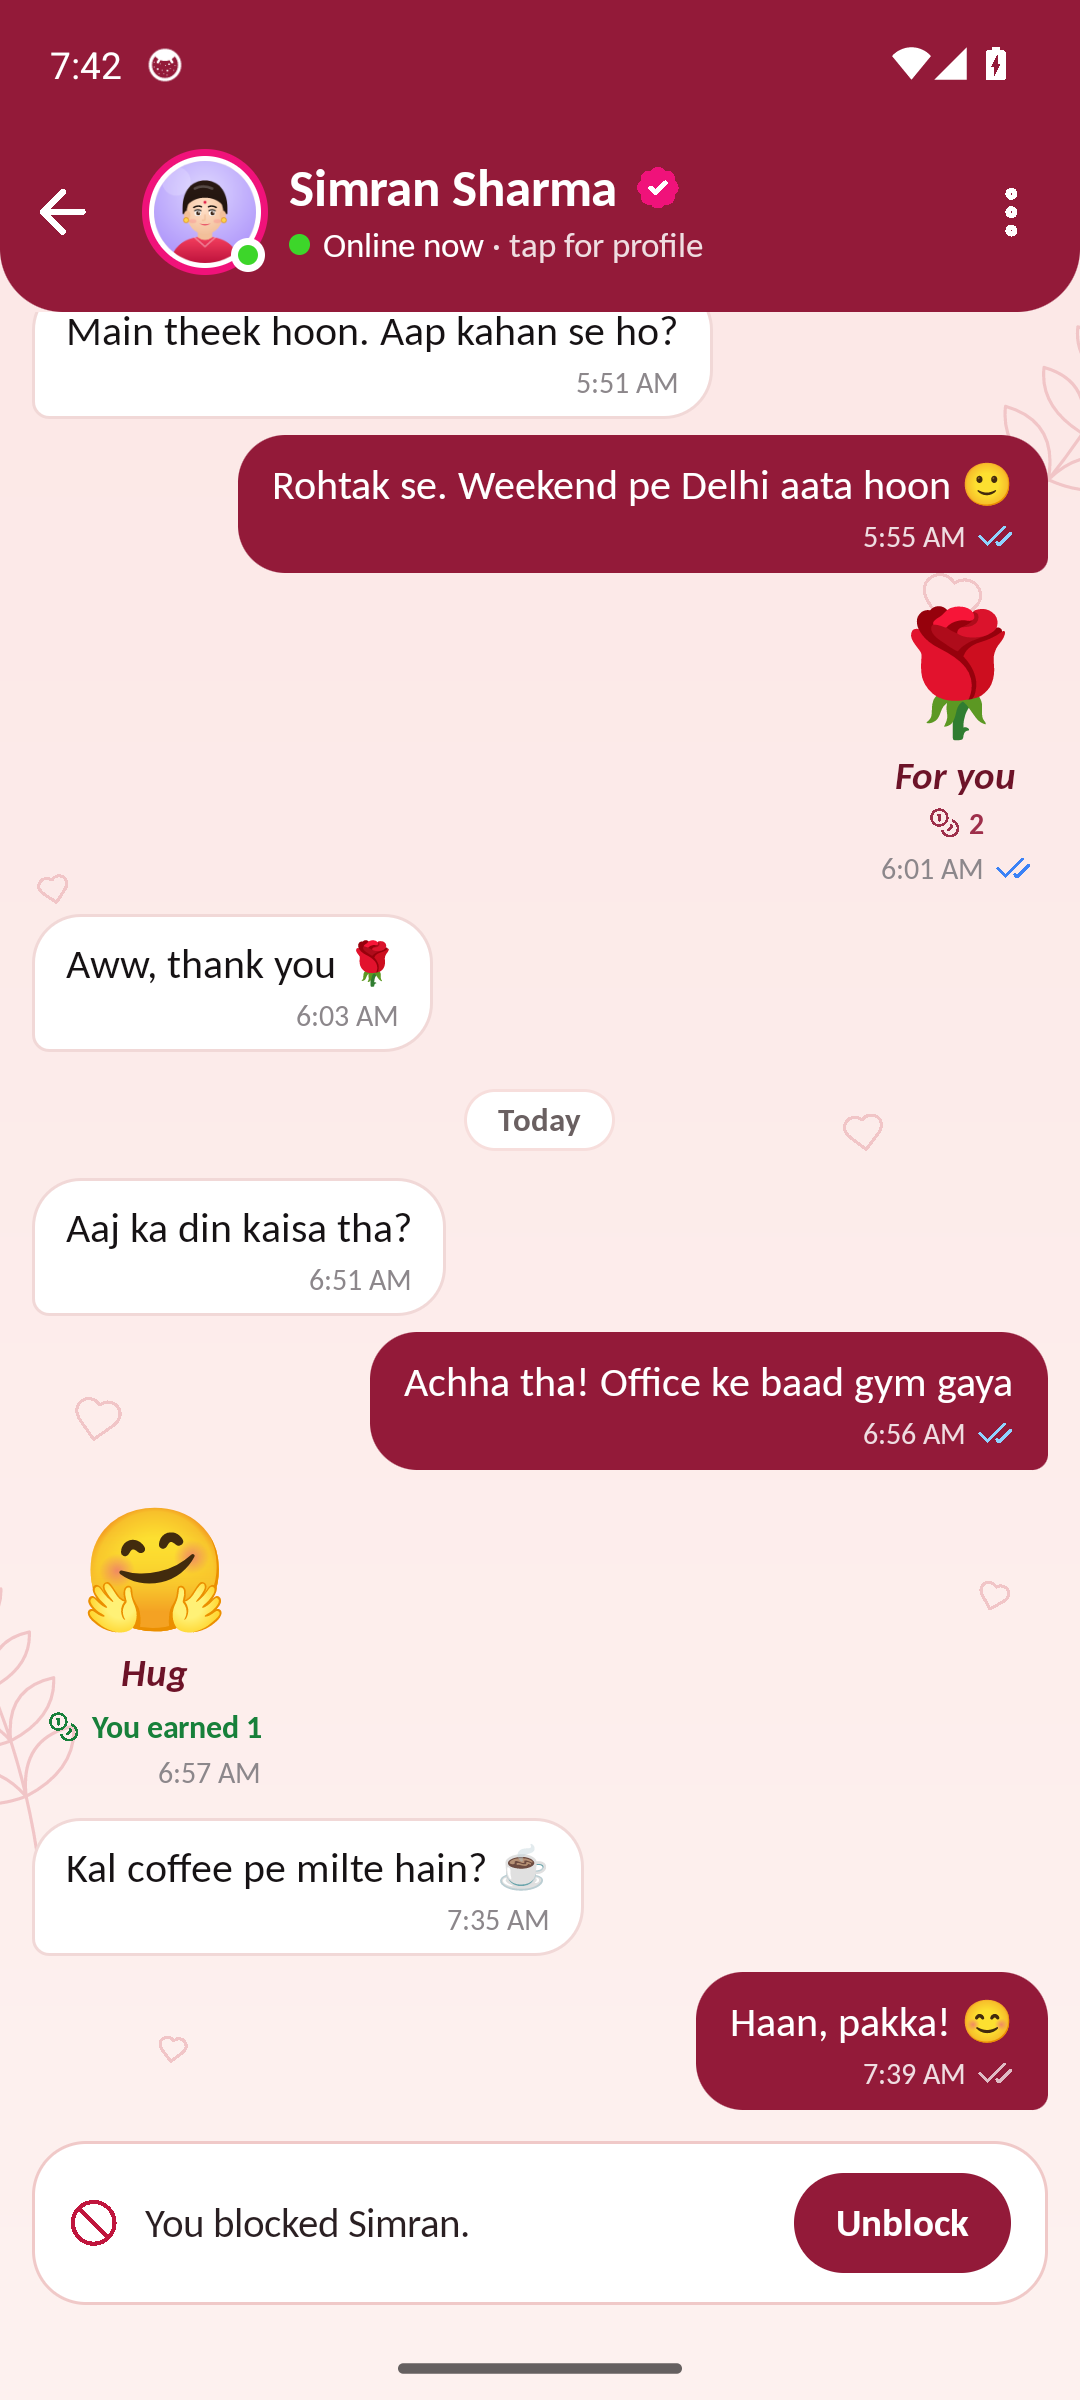 7:42
Simran Sharma
Online now · tap for profile
Main theek hoon. Aap kahan se ho?
5:51 AM
Rohtak se. Weekend pe Delhi aata hoon 🙂
5:55 AM
For you
2
6:01 AM
Aww, thank you 🌹
6:03 AM
Today
Aaj ka din kaisa tha?
6:51 AM
Achha tha! Office ke baad gym gaya
6:56 AM
Hug
You earned 1
6:57 AM
Kal coffee pe milte hain? ☕
7:35 AM
Haan, pakka! 😊
7:39 AM
You blocked Simran.
Unblock